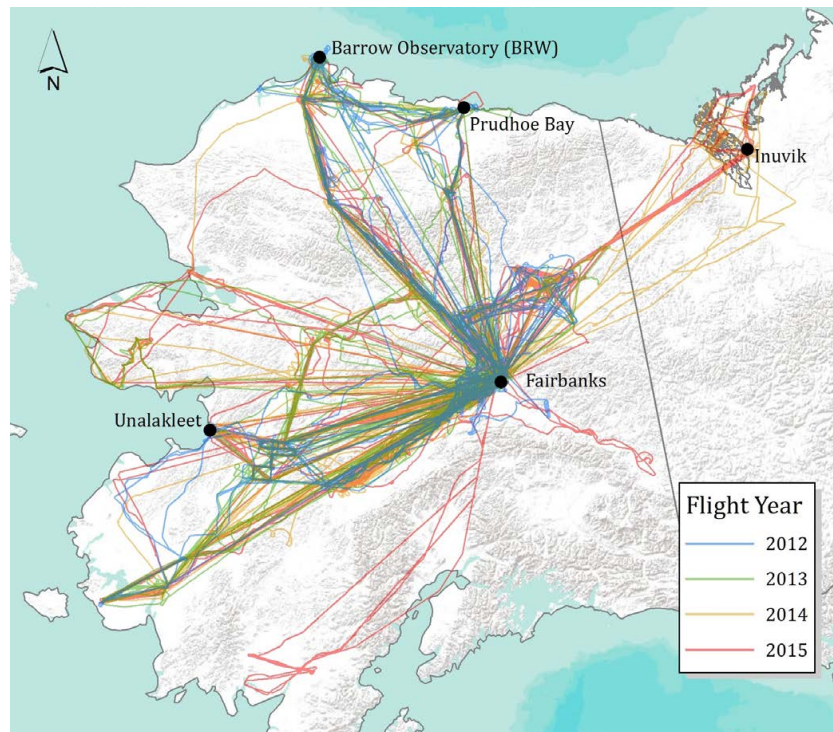 N
Barrow Observatory (BRW)
Prudhoe Bay
Inuvik
Fairbanks
Unalakleet
Flight Year
2012
2013
2014
2015